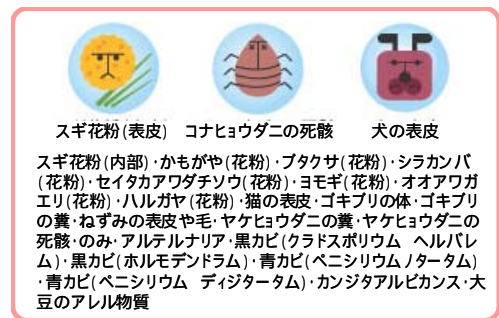 スギ花粉(表皮) コナヒョウダニの死骸 犬の表皮
スギ花粉(内部)・かもがや(花粉)・ブタクサ(花粉)・シラカンバ
(花粉)・セイタカアワダチソウ(花粉)・ヨモギ(花粉)・オオアワガ
エリ(花粉)・ハルガヤ(花粉)・猫の表皮・ゴキブリの体・ゴキブリ
の糞・ねずみの表皮や毛・ヤケヒョウダニの糞・ヤケヒョウダニの
死骸・のみ・アルテルナリア・黒カビ(クラドスポリウム ヘルバレ
ム)・黒カビ(ホルモデンドラム)・青カビ(ペニシリウムノタータム)
・青カビ(ペニシリウム ディジタータム)・カンジダアルビカンス・大
豆のアレル物質